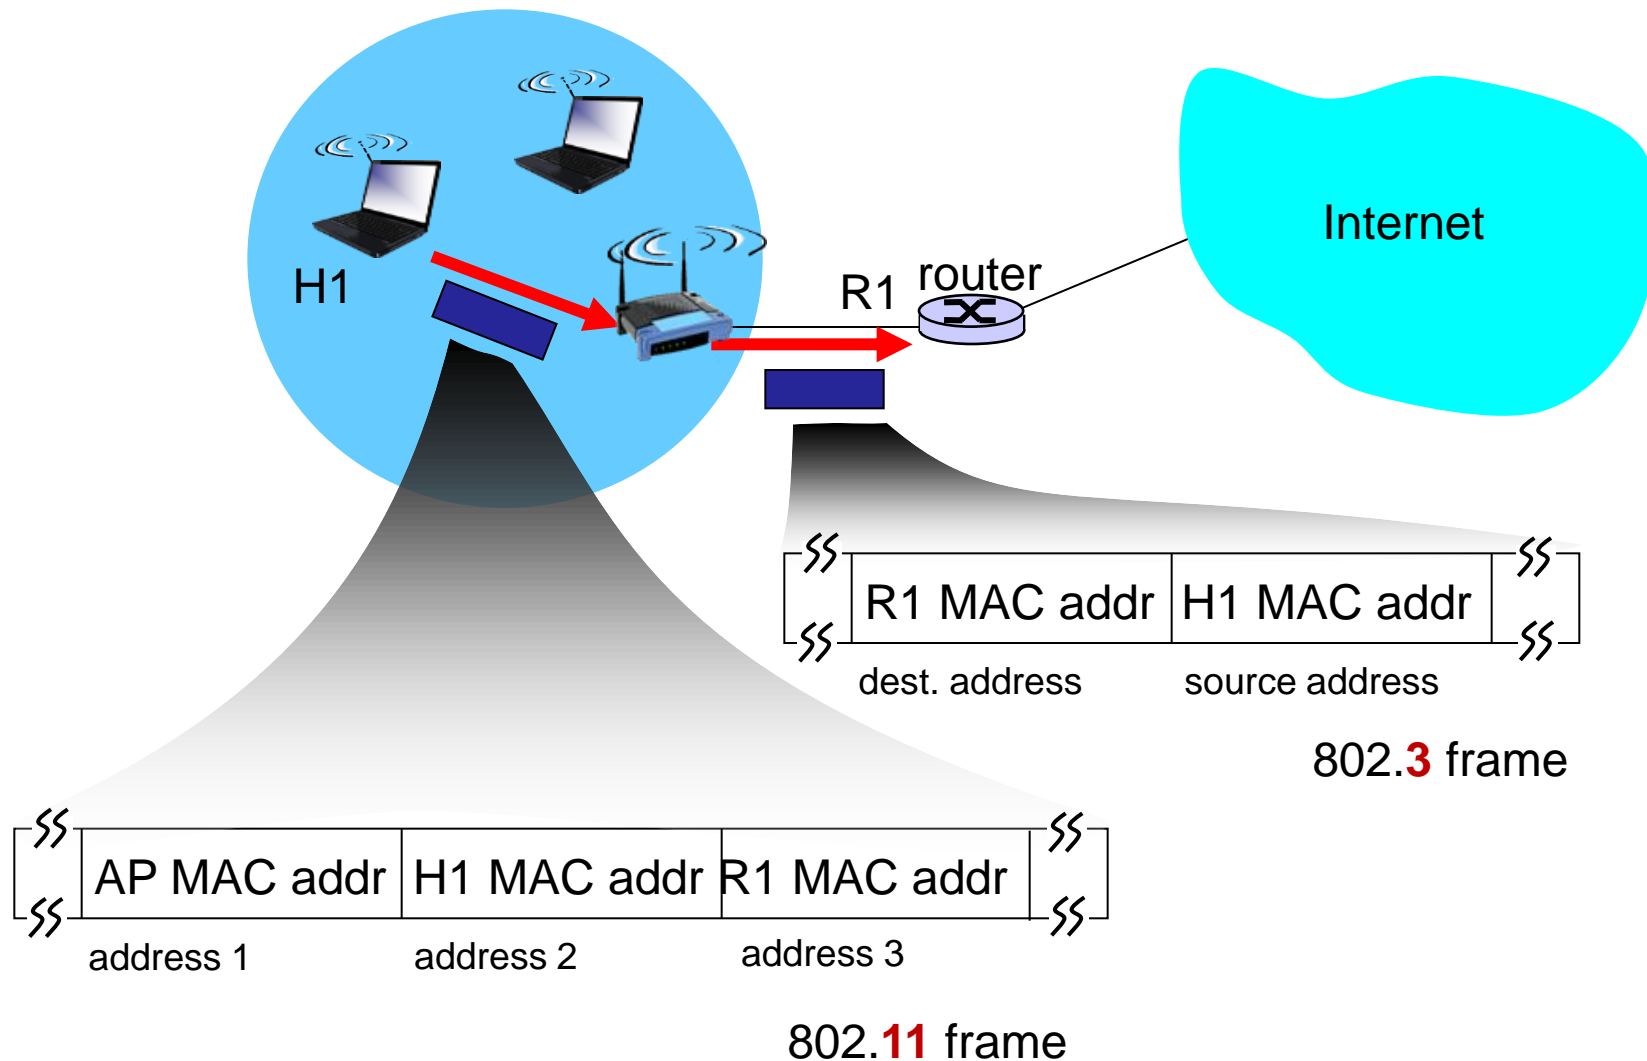 Internet
router
R1
H1
R1 MAC addr H1 MAC addr
dest. address source address
802.3 frame
AP MAC addr H1 MAC addr R1 MAC addr
address 1 address 2 address 3
802.11 frame